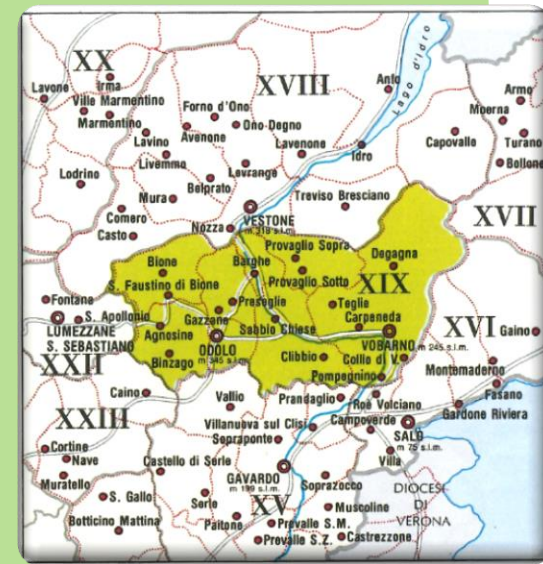 XX
XVIII
Lavone
Irma
Ville Marmentino
Marmentino
Forno d'Ono
Avenone
Ono Degno
Anfo
Lago d'Idro
Armo
Moerna
Lavino
Livemmo
Lavenone
Idro
Capovalle
Turano
Bollone
Lodrino
Belprato
Levrange
Mura
Treviso Bresciano
Comero
Casto
Nozza
VESTONE
m 318 s.l.m.
XVII
Bione
Provaglio Sopra
Degagna
Barghe
S. Faustino di Bione
Provaglio Sotto
XIX
Fontana
Preseglie
Teglie
S. Apollonio
Gazzane
Carpeneda
XVI
LUMEZZANE
S. SEBASTIANO
Agnosine
Sabbio Chiese
Gaino
XXII
ODOLO
m 345 s.l.m.
VOBARNO
m 245 s.l.m.
Binzago
Clibbio
Collio di V.
Montemaderno
Pompegnino
Fasano
Caino
Vallio
Prandaglio
Roè Volciano
Gardone Riviera
XXIII
Villanuova sul Clisi
Campoverde
Cortine
Sopraponte
SALO
m 75 s.l.m.
Nave
Castello di Serle
Villa
Muratello
GAVARDO
m 199 s.l.m.
Soprazocco
DIOCESI
DI
VERONA
S. Gallo
Serle
XV
Muscoline
Botticino Mattina
Paitone
Prevalle S.M.
Prevalle S.Z.
Castrezzone